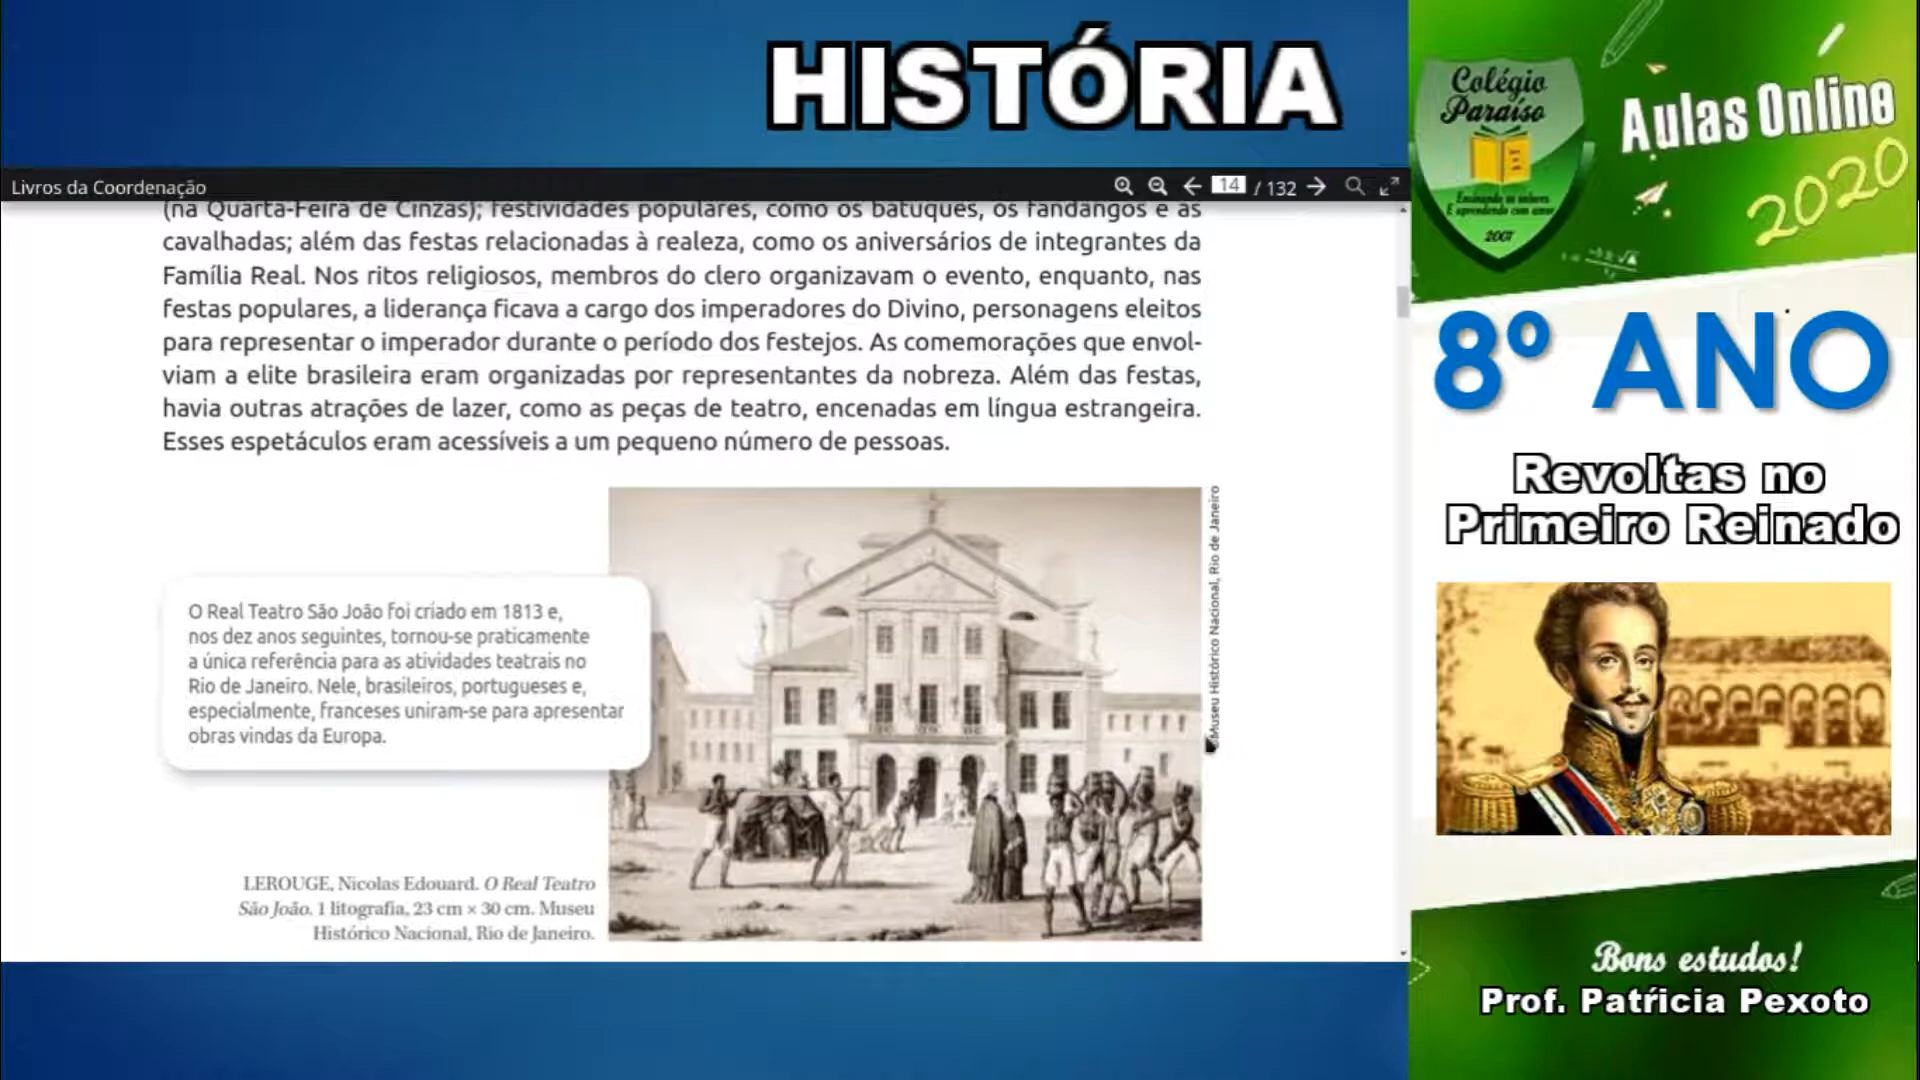 HISTÓRIA
Livros da Coordenação
14 / 132
(na Quarta-Feira de Cinzas); festividades populares, como os batuques, os fandangos e as
cavalhadas; além das festas relacionadas à realeza, como os aniversários de integrantes da
Família Real. Nos ritos religiosos, membros do clero organizavam o evento, enquanto, nas
festas populares, a liderança ficava a cargo dos imperadores do Divino, personagens eleitos
para representar o imperador durante o período dos festejos. As comemorações que envol-
viam a elite brasileira eram organizadas por representantes da nobreza. Além das festas,
havia outras atrações de lazer, como as peças de teatro, encenadas em língua estrangeira.
Esses espetáculos eram acessíveis a um pequeno número de pessoas.
O Real Teatro São João foi criado em 1813 e,
nos dez anos seguintes, tornou-se praticamente
a única referência para as atividades teatrais no
Rio de Janeiro. Nele, brasileiros, portugueses e,
especialmente, franceses uniram-se para apresentar
obras vindas da Europa.
LEROUGE, Nicolas Edouard. O Real Teatro
São João. 1 litografia, 23 cm × 30 cm. Museu
Histórico Nacional, Rio de Janeiro.
Museu Histórico Nacional, Rio de Janeiro
Colégio
Paraíso
Ensinando os saberes
E aprendendo com amor
2007
Aulas Online
2020
8º ANO
Revoltas no
Primeiro Reinado
Bons estudos!
Prof. Patŕicia Pexoto